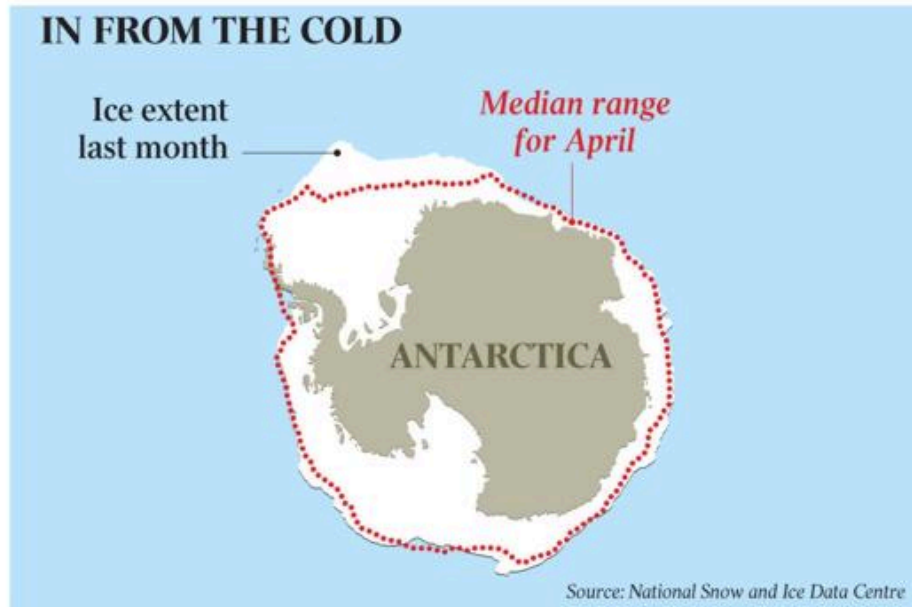 IN FROM THE COLD
Ice extent
last month
Median range
for April
ANTARCTICA
Source: National Snow and Ice Data Centre